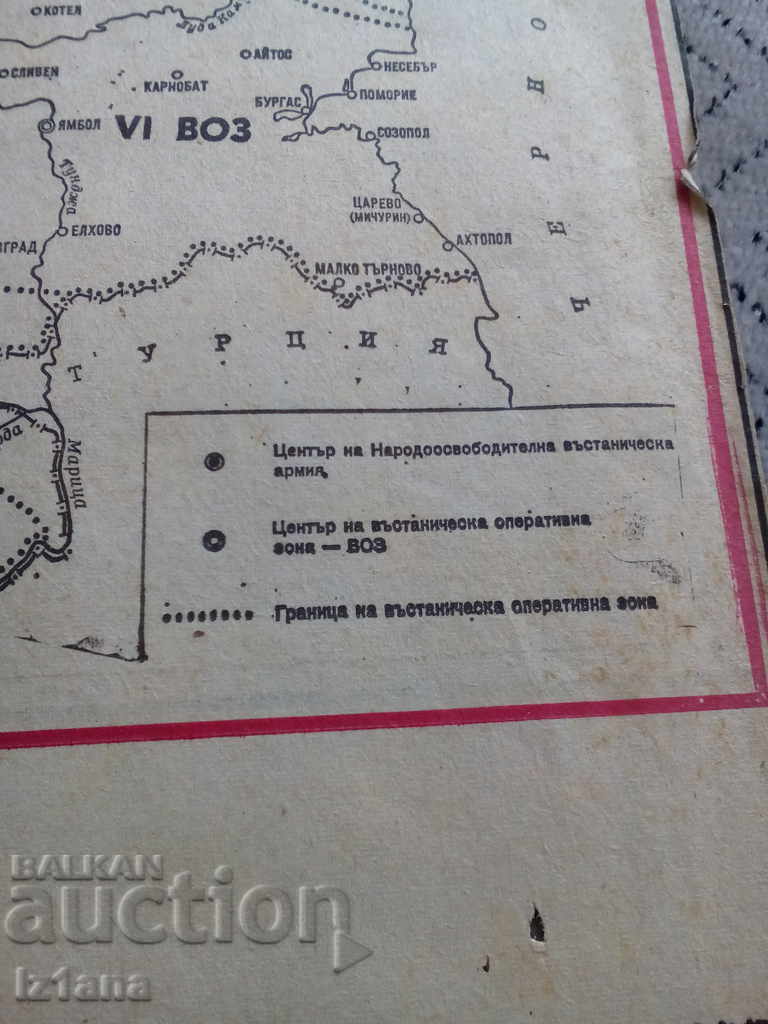 КОТЕЛ
АЙТОС
НЕСЕБЪР
СЛИВЕН
КАРНОБАТ
ПОМОРИЕ
БУРГАС
ЯМБОЛ
VI ВОЗ
СОЗОПОЛ
Тунджа
ЦАРЕВО
(МИЧУРИН)
ЕЛХОВО
АХТОПОЛ
ВГРАД
МАЛКО ТЪРНОВО
О Н Р Е Ъ
Т У Р Ц И Я
Марица
Център на Народоосвободителна въстаническа
армия
Център на въстаническа оперативна
зона — ВОЗ
Граница на въстаническа оперативна зона
BALKAN
auction
iz1ana